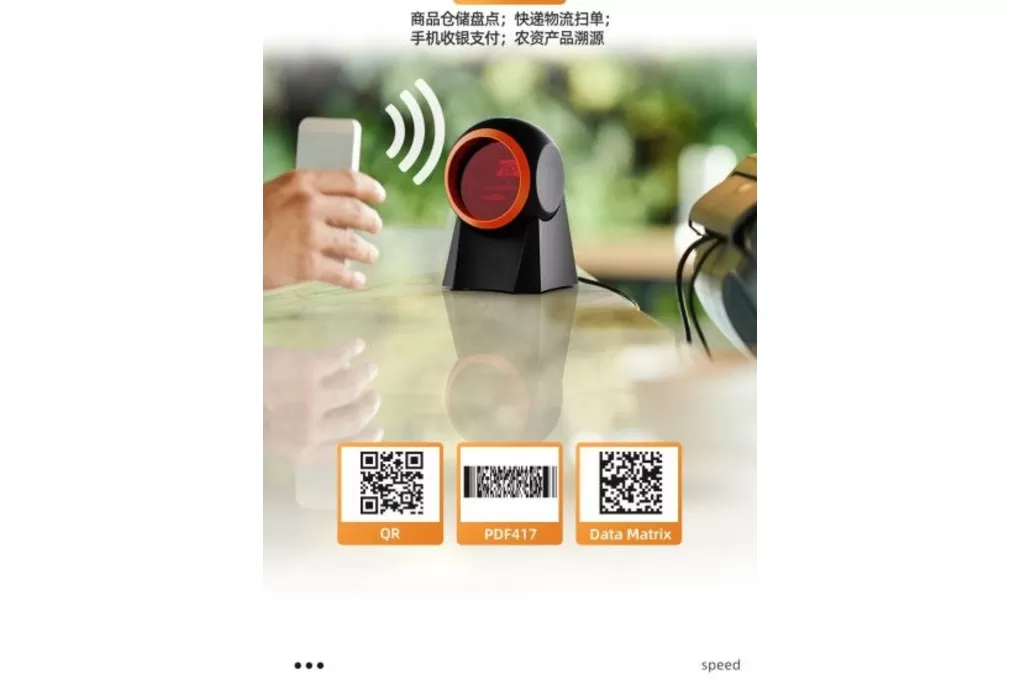 商品仓储盘点；快递物流扫单；
手机收银支付；农资产品溯源
QR
PDF417
Data Matrix
speed